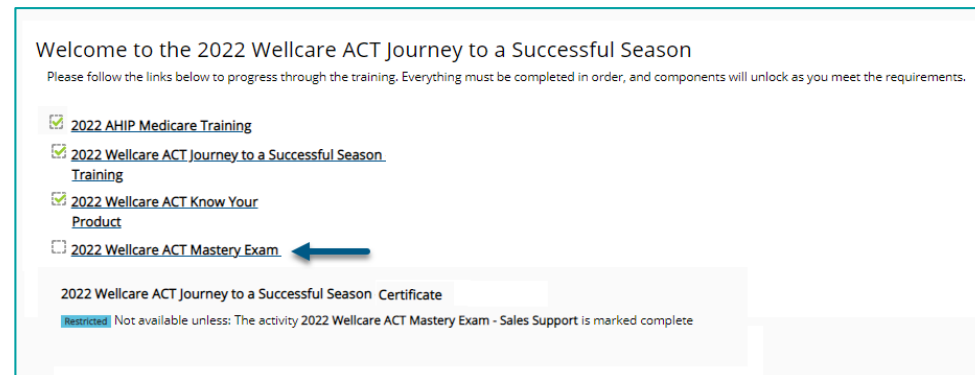 Welcome to the 2022 Wellcare ACT Journey to a Successful Season
Please follow the links below to progress through the training. Everything must be completed in order, and components will unlock as you meet the requirements.
2022 AHIP Medicare Training
2022 Wellcare ACT Journey to a Successful Season
Training
2022 Wellcare ACT Know Your
Product
2022 Wellcare ACT Mastery Exam
2022 Wellcare ACT Journey to a Successful Season Certificate
Restricted Not available unless: The activity 2022 Wellcare ACT Mastery Exam - Sales Support is marked complete